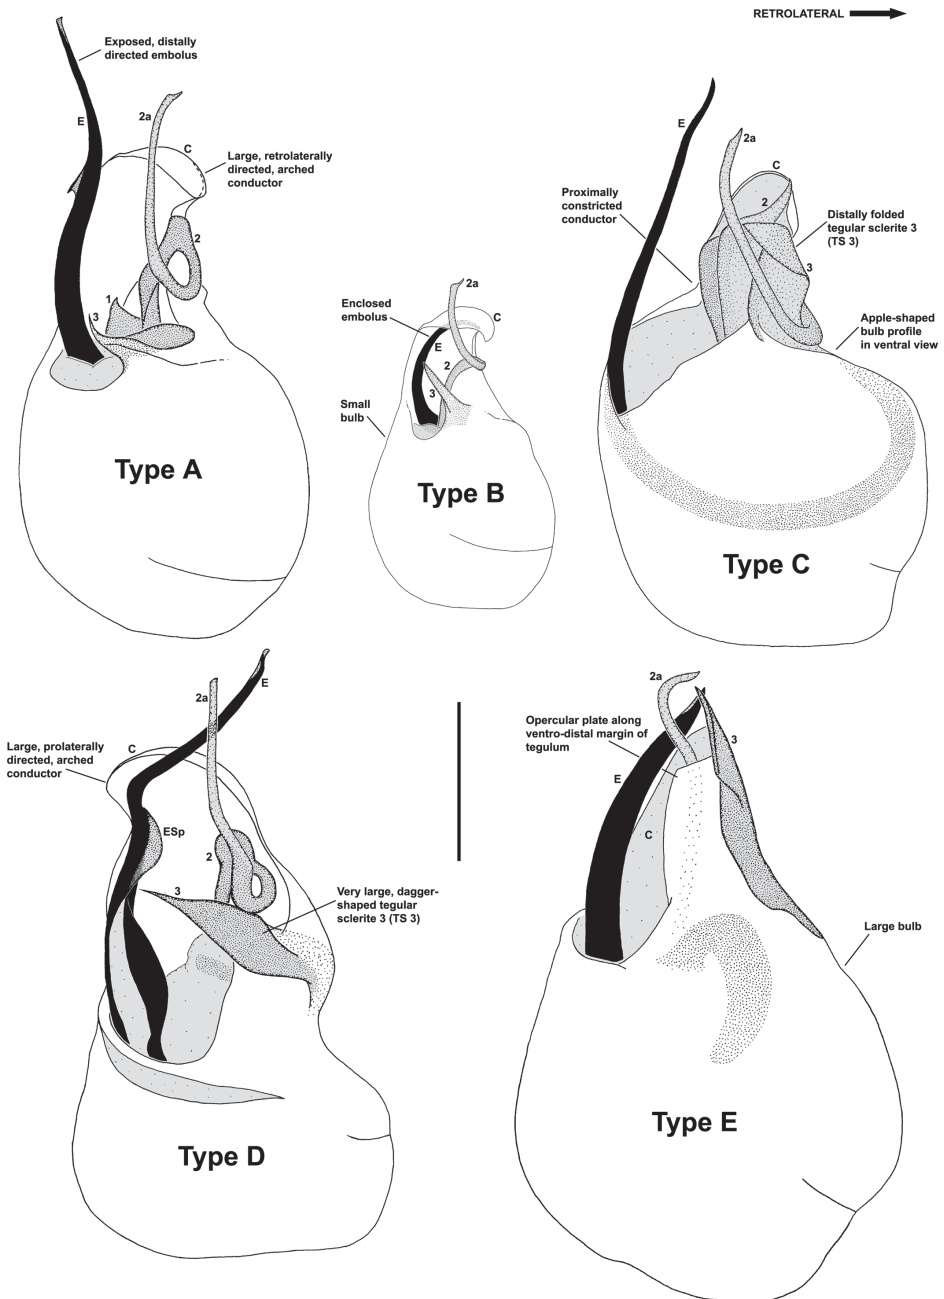 RETROLATERAL
Exposed, distally
directed embolus
E
2a
C
Large, retrolaterally
directed, arched
conductor
2
1
3
Type A
2a
C
Enclosed
embolus
E
2
3
Small
bulb
Type B
E
2a
C
2
Proximally
constricted
conductor
Distally folded
tegular sclerite 3
(TS 3)
3
Apple-shaped
bulb profile
in ventral view
Type C
E
2a
C
Large, prolaterally
directed, arched
conductor
ESp
2
3
Very large, dagger-
shaped tegular
sclerite 3 (TS 3)
Type D
2a
Opercular plate along
ventro-distal margin of
tegulum
3
E
C
Large bulb
Type E